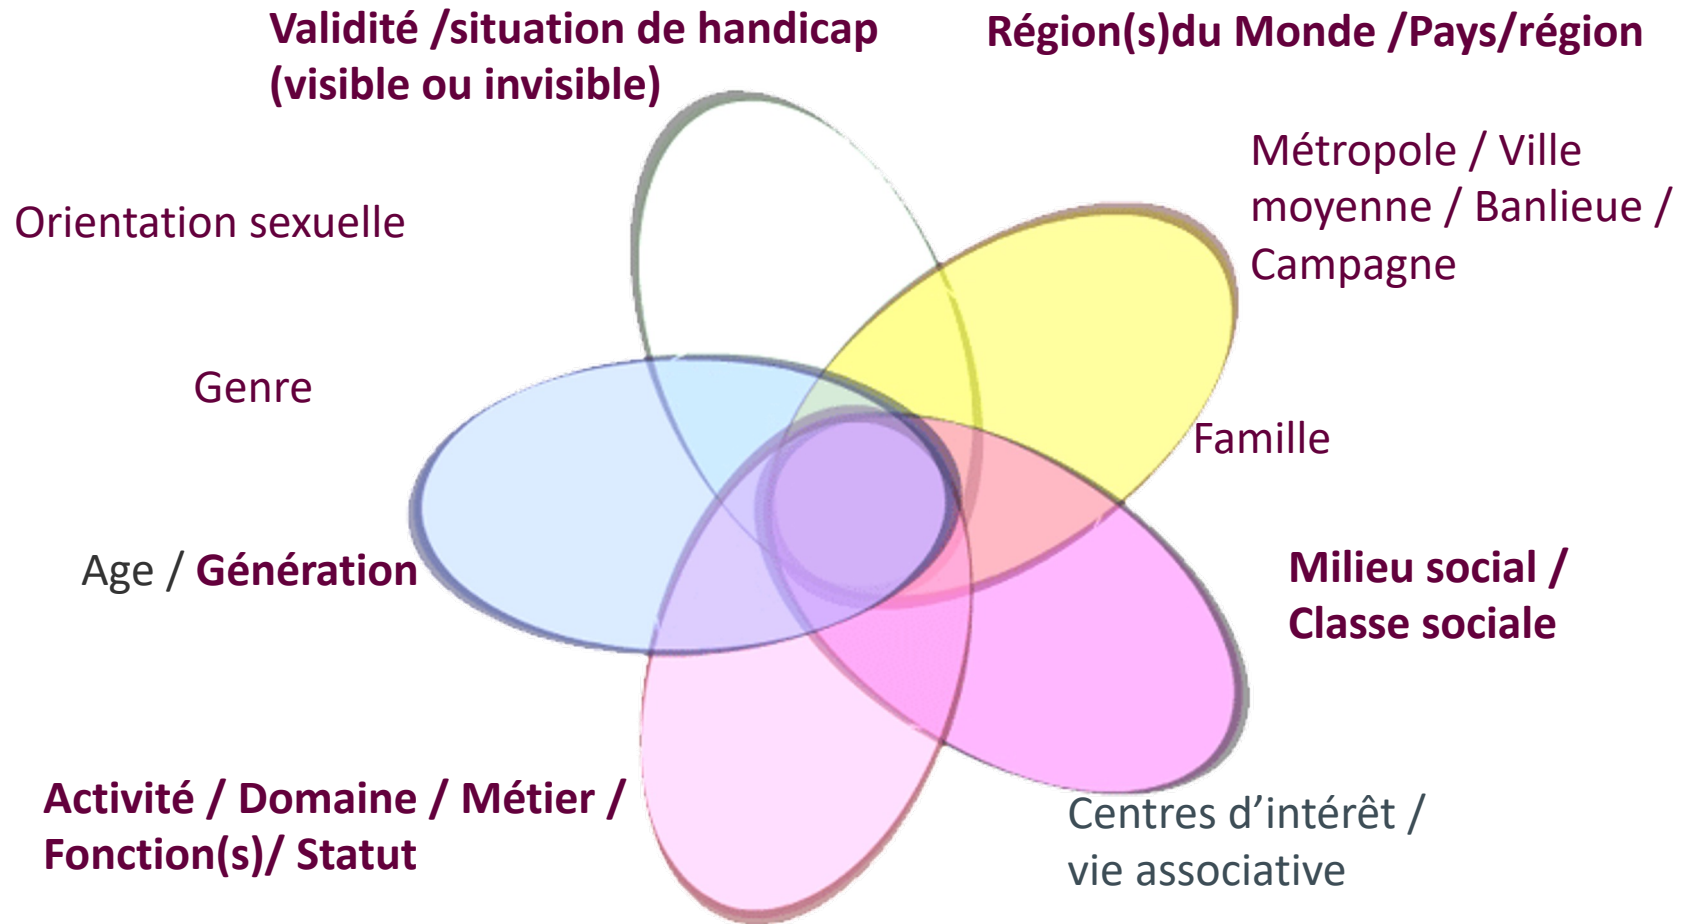 Validité /situation de handicap
(visible ou invisible)
Région(s)du Monde /Pays/région
Métropole / Ville
moyenne / Banlieue /
Campagne
Orientation sexuelle
Genre
Famille
Age / Génération
Milieu social /
Classe sociale
Activité / Domaine / Métier /
Fonction(s)/ Statut
Centres d’intérêt /
vie associative